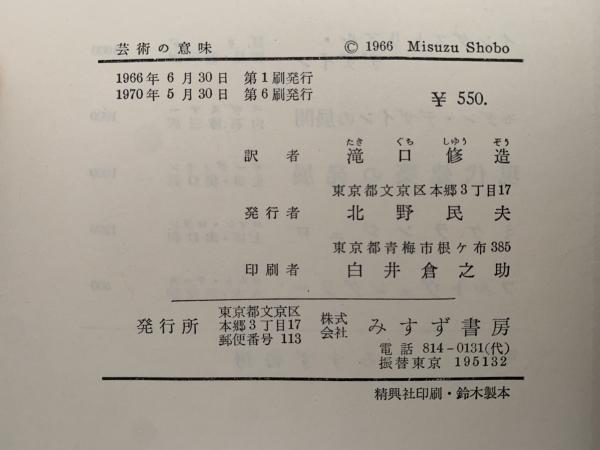 芸術の意味 © 1966 Misuzu Shobo
1966年 6月30日 第1刷発行
1970年 5月30日 第6刷発行
¥ 550.
たき ぐち しゆう ぞう
訳者 滝口修造
東京都文京区本郷3丁目17
発行者 北野民夫
東京都青梅市根ケ布385
印刷者 白井倉之助
発行所 東京都文京区
本郷3丁目17
郵便番号 113
株式
会社 みすず書房
電話 814-0131(代)
振替東京 195132
精興社印刷・鈴木製本